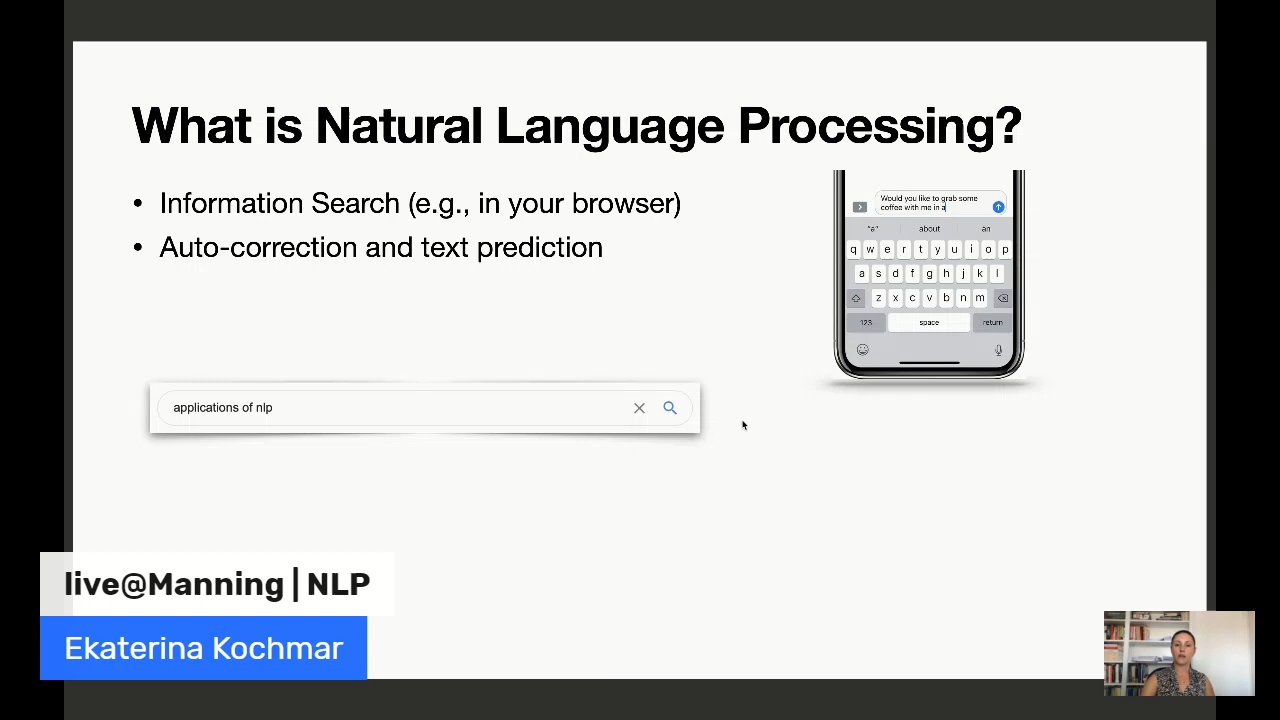 What is Natural Language Processing?
• Information Search (e.g., in your browser)
• Auto-correction and text prediction
Would you like to grab some
coffee with me in a
"a" about an
q w e r t y u i o p
a s d f g h j k l
z x c v b n m
123 space return
applications of nlp
live@Manning | NLP
Ekaterina Kochmar